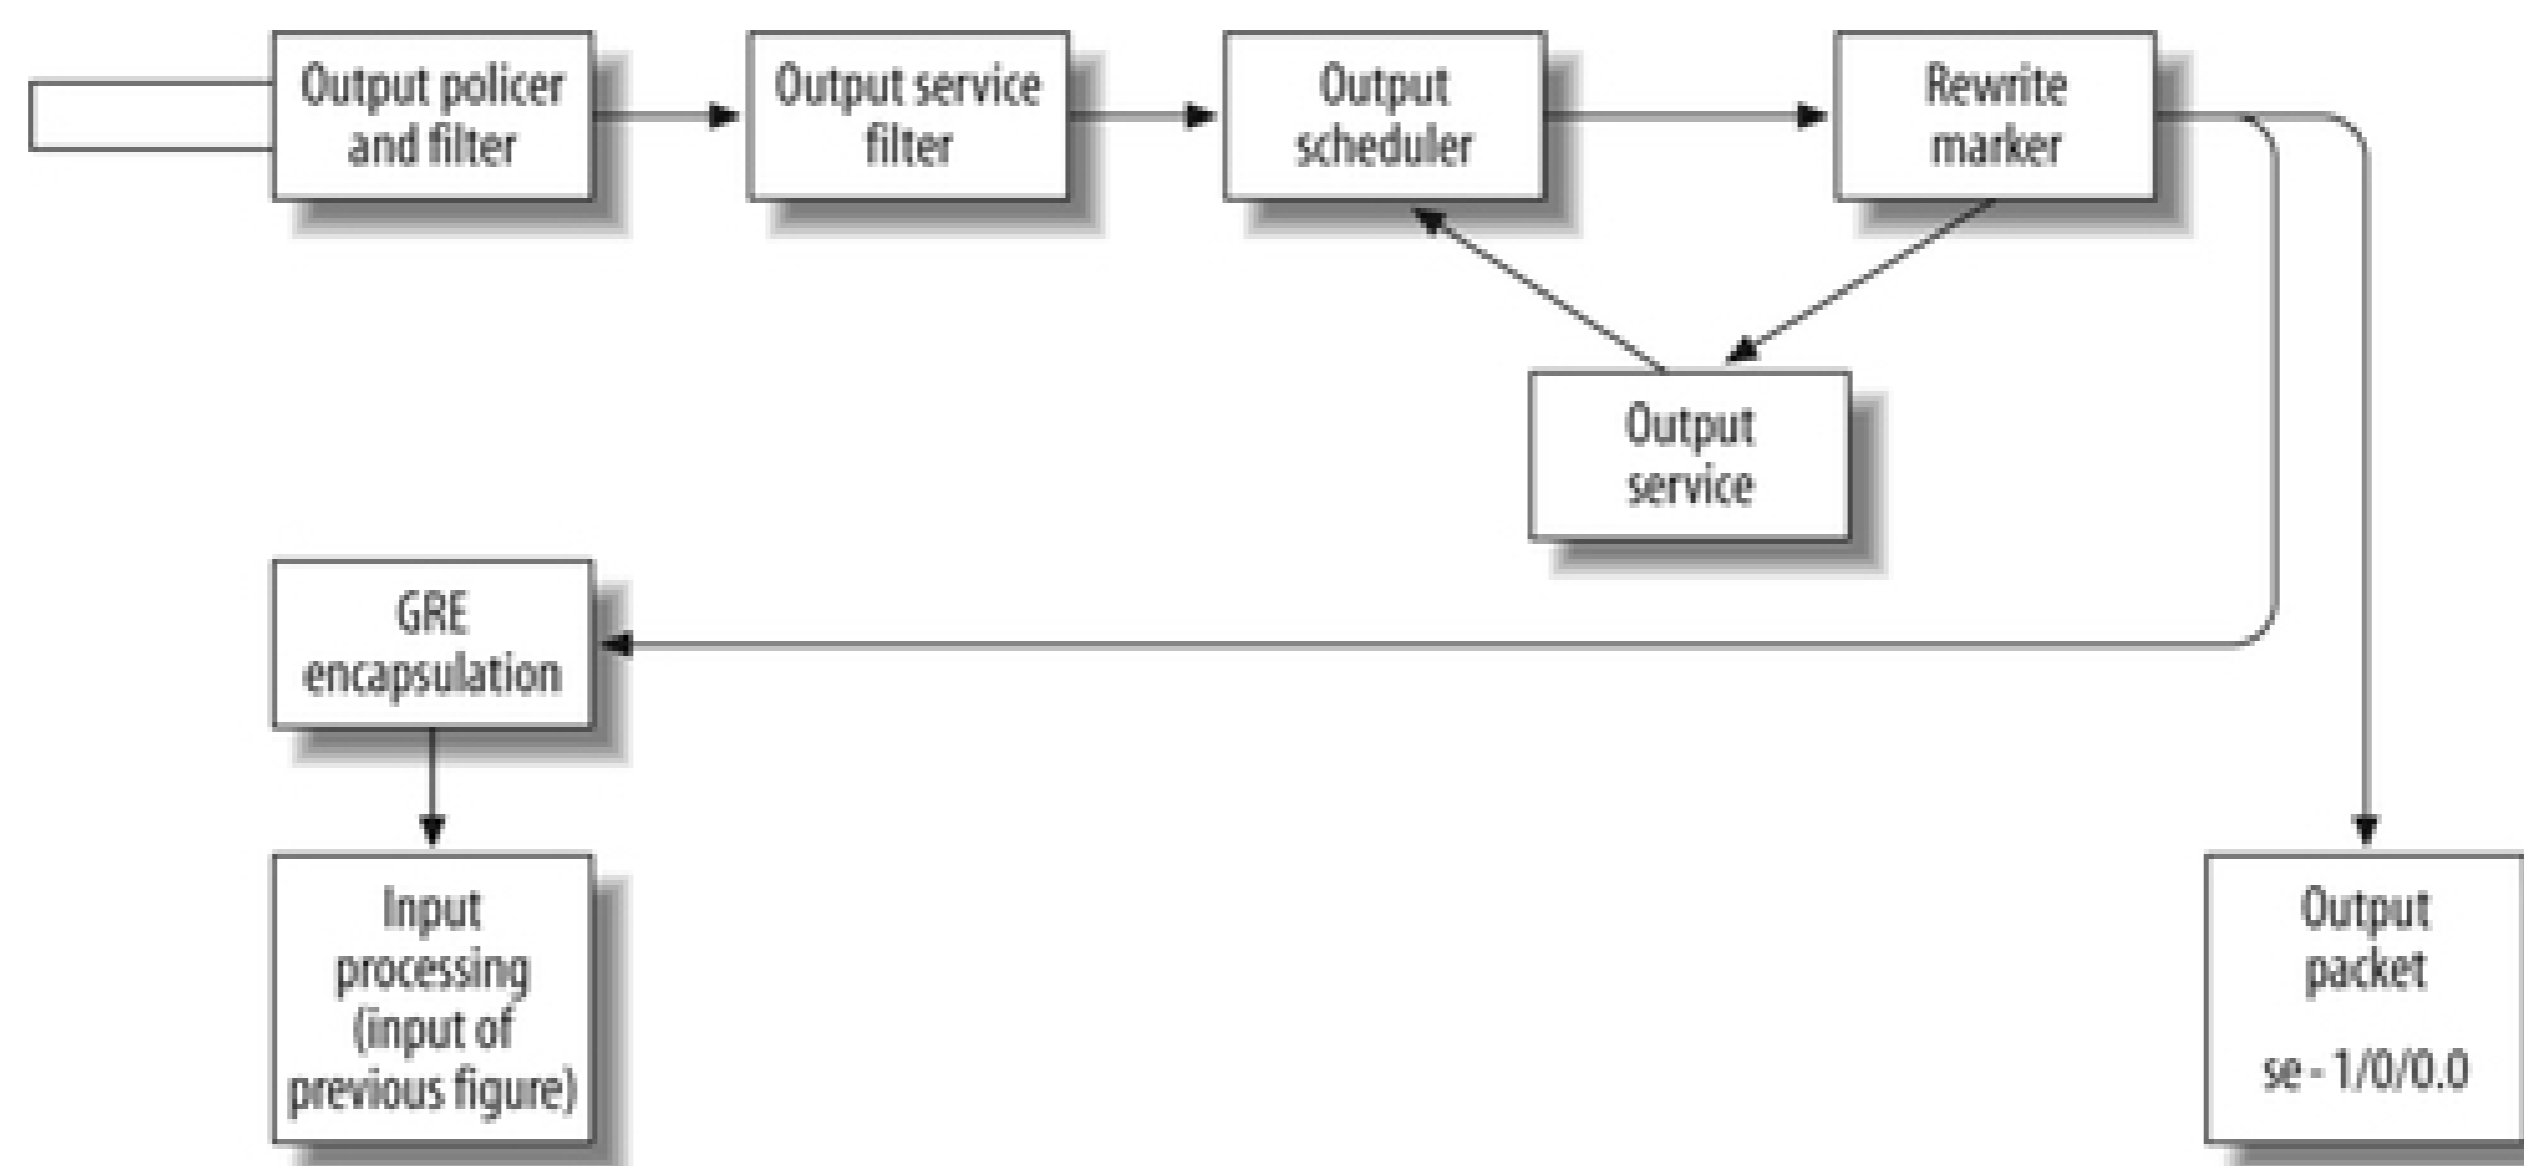 Output policer
and filter
Output service
filter
Output
scheduler
Rewrite
marker
Output
service
GRE
encapsulation
Input
processing
(input of
previous figure)
Output
packet
se - 1/0/0.0